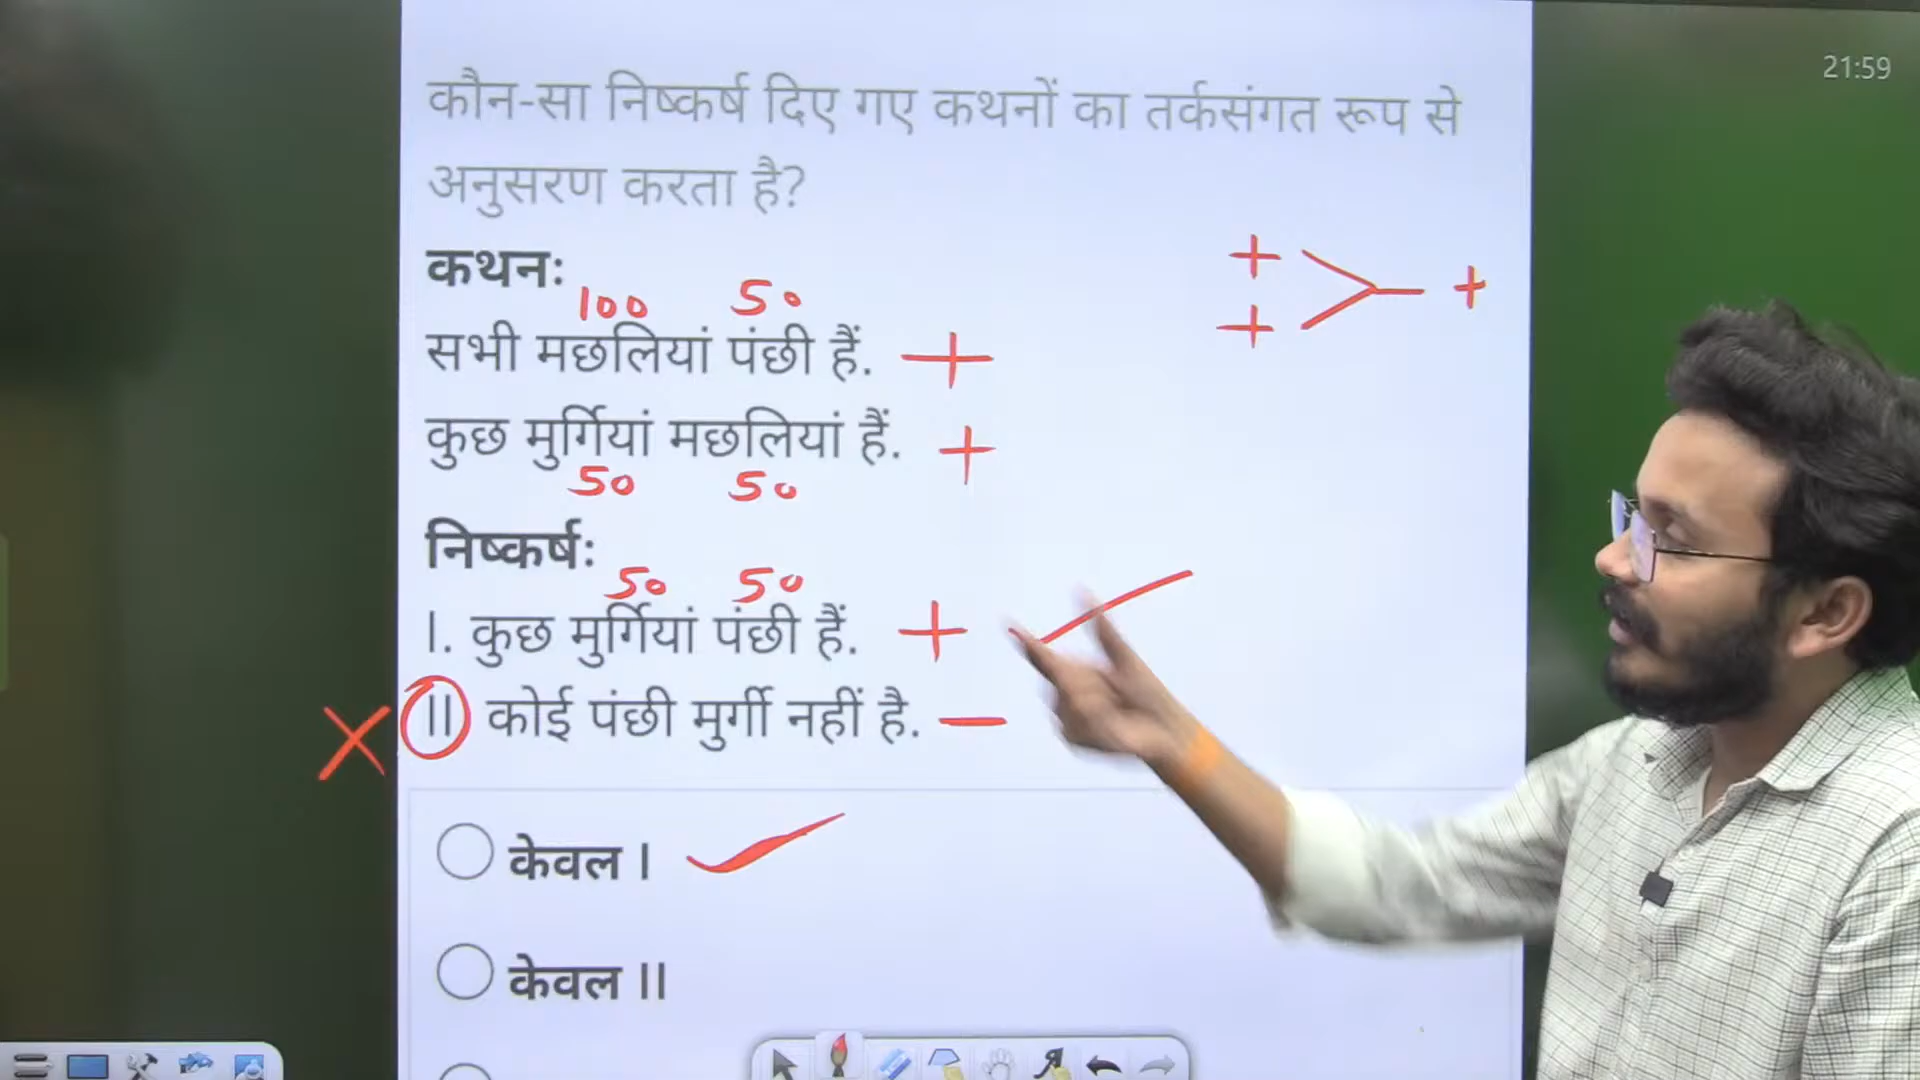 21:59
कौन-सा निष्कर्ष दिए गए कथनों का तर्कसंगत रूप से
अनुसरण करता है?
कथन:
100 50
सभी मछलियां पंछी हैं. +
कुछ मुर्गियां मछलियां हैं. +
50 50
+ + +
निष्कर्ष:
50 50
I. कुछ मुर्गियां पंछी हैं. +
X II कोई पंछी मुर्गी नहीं है. -
केवल I
केवल II